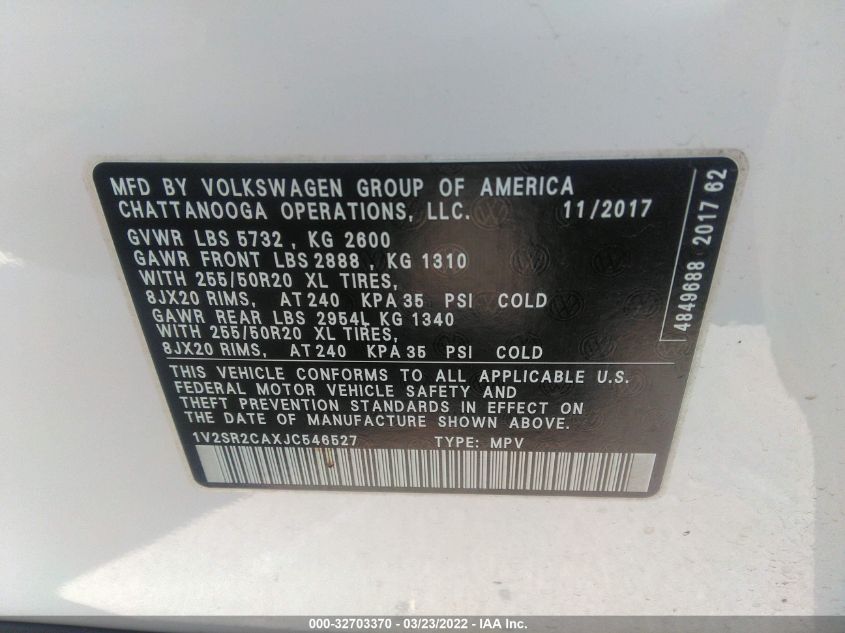 MFD BY VOLKSWAGEN GROUP OF AMERICA
CHATTANOOGA OPERATIONS, LLC. 11/2017
GVWR LBS 5732 , KG 2600
GAWR FRONT LBS 2888 , KG 1310
WITH 255/50R20 XL TIRES,
8JX20 RIMS, AT 240 KPA 35 PSI COLD
GAWR REAR LBS 2954L KG 1340
WITH 255/50R20 XL TIRES,
8JX20 RIMS, AT 240 KPA 35 PSI COLD
THIS VEHICLE CONFORMS TO ALL APPLICABLE U.S.
FEDERAL MOTOR VEHICLE SAFETY AND
THEFT PREVENTION STANDARDS IN EFFECT ON
THE DATE OF MANUFACTURE SHOWN ABOVE.
1V2SR2CAXJC546527 TYPE: MPV
4849688 2017 62
000-32703370 - 03/23/2022 - IAA Inc.